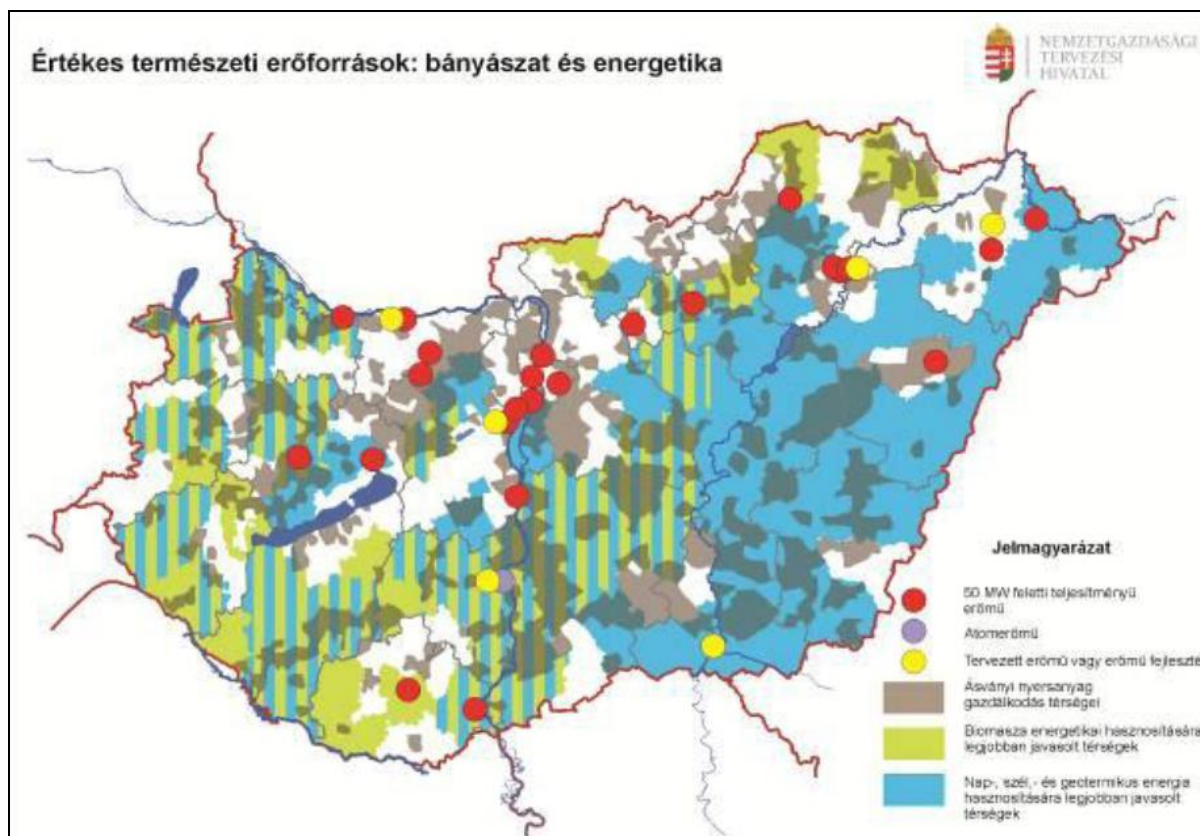 Értékes természeti erőforrások: bányászat és energetika
NEMZETGAZDASÁGI
TERVEZÉSI
HIVATAL
Jelmagyarázat
50 MW feletti teljesítményű
erőmű
Atomerőmű
Tervezett erőmű vagy erőmű fejleszté
Ásványi nyersanyag
gazdálkodás térségei
Biomassza energetikai hasznosítására
legjobban javasolt térségek
Nap-, szél,- és geotermikus energia
hasznosítására legjobban javasolt
térségek